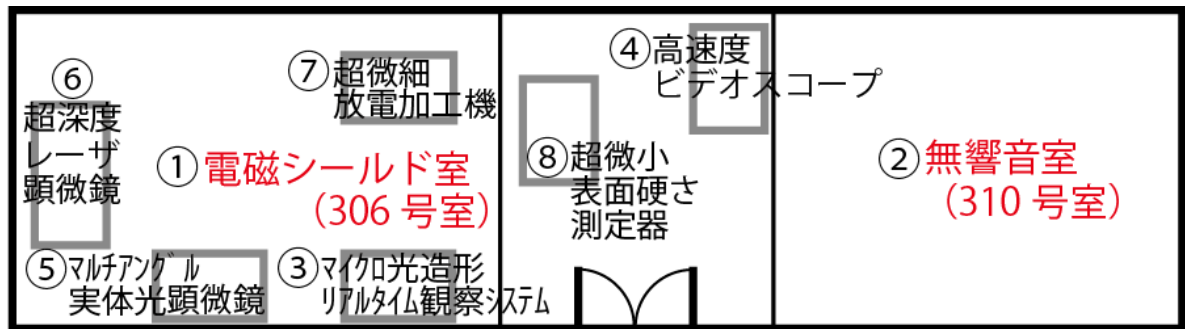 ⑥
超深度
レーザ
顕微鏡
⑦超微細
放電加工機
①電磁シールド室
（306 号室）
⑤マルチアングル
実体光顕微鏡
③マイクロ光造形
リアルタイム観察システム
④高速度
ビデオスコープ
⑧超微小
表面硬さ
測定器
②無響音室
（310 号室）